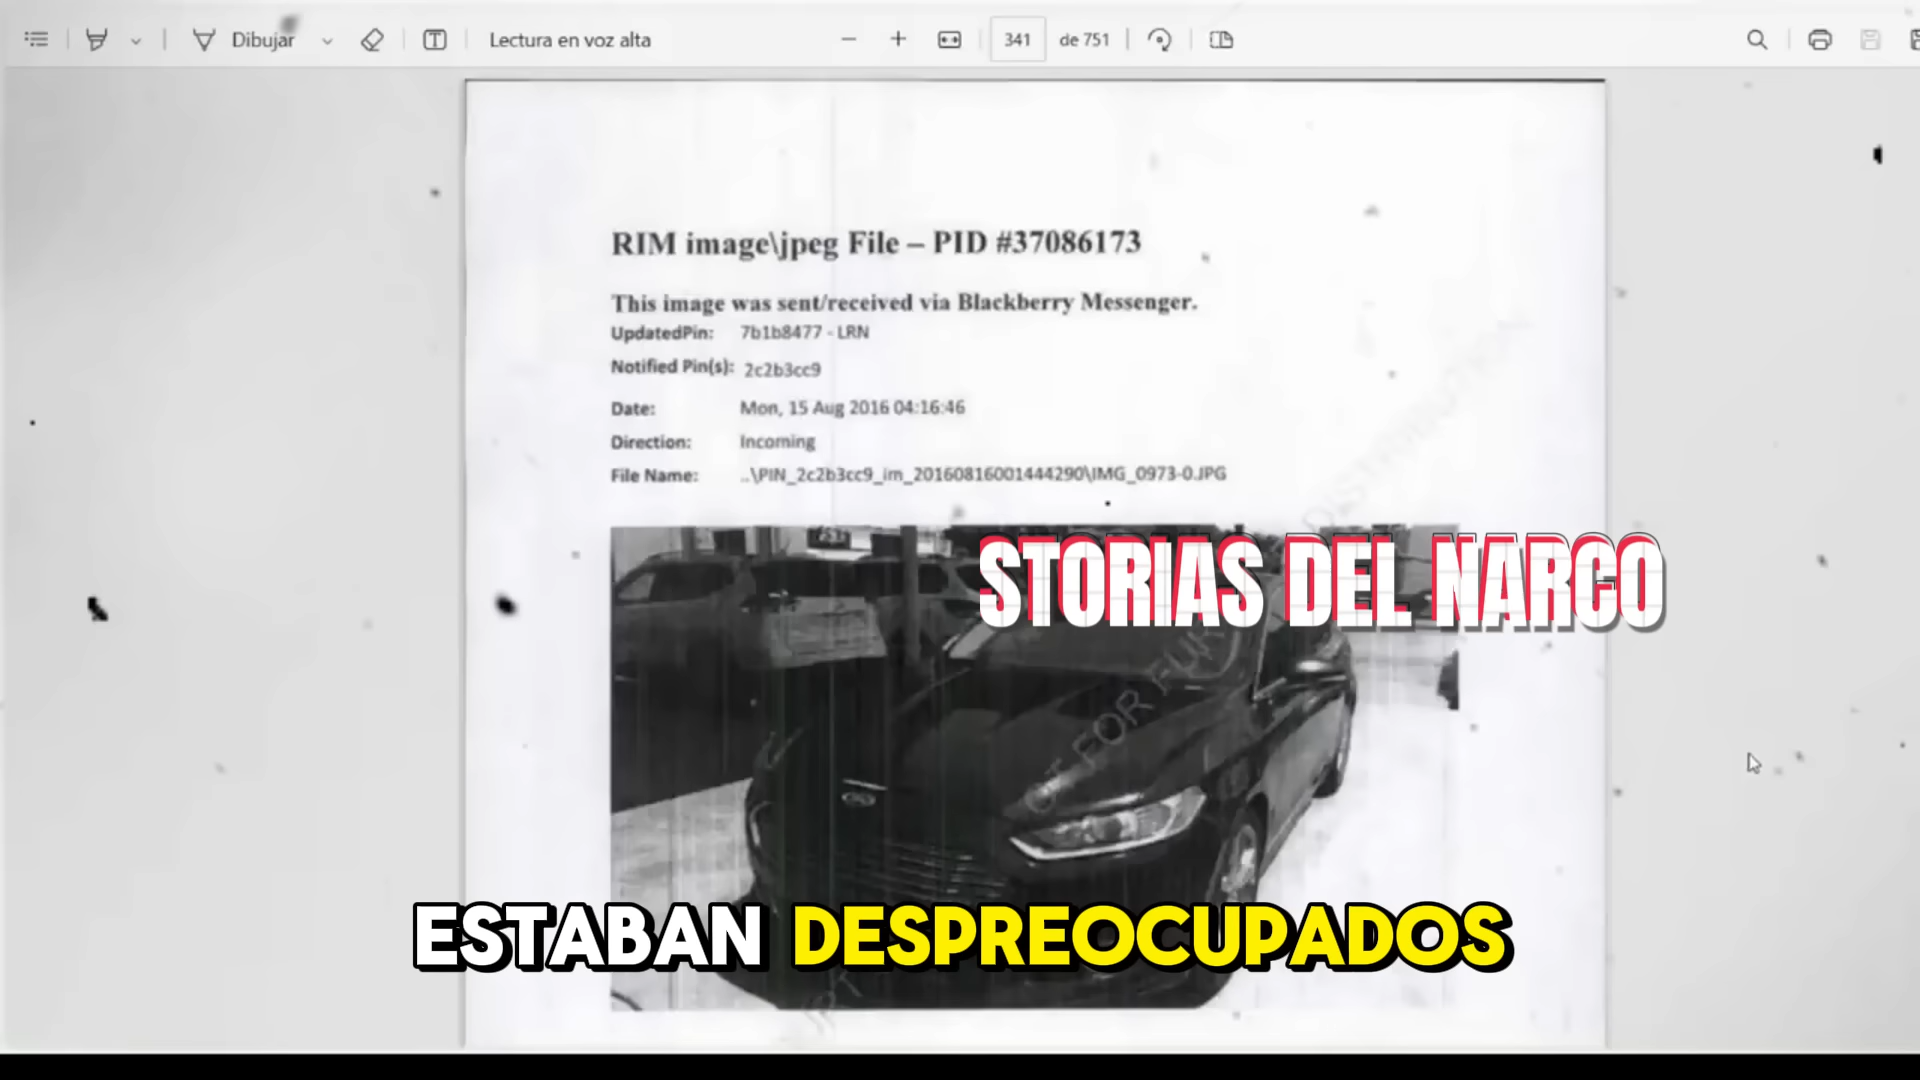 Dibujar
Lectura en voz alta
341 de 751
RIM image\jpeg File – PID #37086173
This image was sent/received via Blackberry Messenger.
UpdatedPin: 7b1b8477 - LRN
Notified Pin(s): 2c2b3cc9
Date: Mon, 15 Aug 2016 04:16:46
Direction: Incoming
File Name: ..\PIN_2c2b3cc9_im_20160816001444290\IMG_0973-0.JPG
STORIAS DEL NARCO
ESTABAN DESPREOCUPADOS